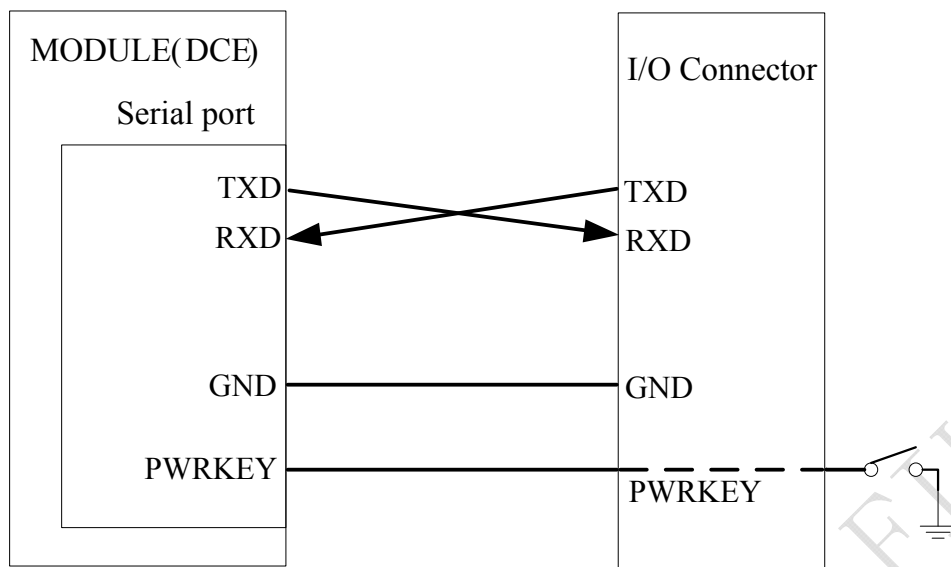 MODULE(DCE)
Serial port
I/O Connector
TXD
TXD
RXD
RXD
GND
GND
PWRKEY
PWRKEY